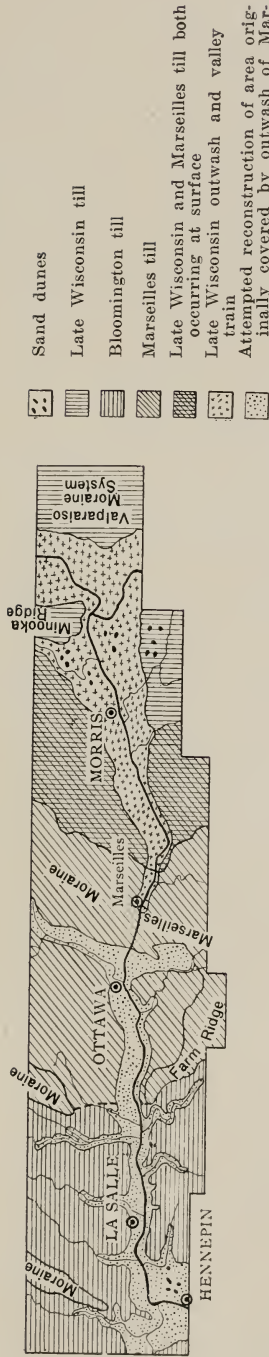 Sand dunes
Late Wisconsin till
Bloomington till
Marseilles till
Late Wisconsin and Marseilles till both
occurring at surface
Late Wisconsin outwash and valley
train
Attempted reconstruction of area orig-
inally covered by outwash of Mar-
Valparaiso
Moraine
System
Minooka
Ridge
MORRIS
Marseilles
Moraine
Marseilles
OTTAWA
Farm Ridge
Moraine
LA SALLE
Moraine
HENNEPIN